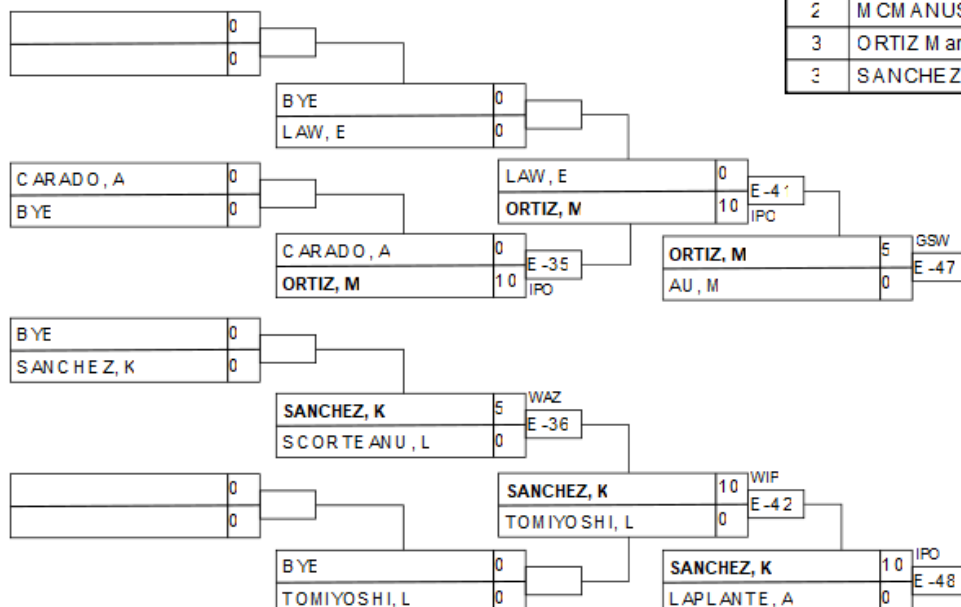 0
0
2 MCMANUS
3 ORTIZ Mar
3 SANCHEZ
BYE 0
LAW, E 0
CARADO, A 0
BYE 0
LAW, E 0
ORTIZ, M 10
E-41
IPO
CARADO, A 0
ORTIZ, M 10
E-35
IPO
ORTIZ, M 5
AU, M 0
GSW
E-47
BYE 0
SANCHEZ, K 0
SANCHEZ, K 5
SCORTEANU, L 0
WAZ
E-36
0
0
SANCHEZ, K 10
TOMIYOSHI, L 0
WIF
E-42
BYE 0
TOMIYOSHI, L 0
SANCHEZ, K 10
LAPLANTE, A 0
IPO
E-48